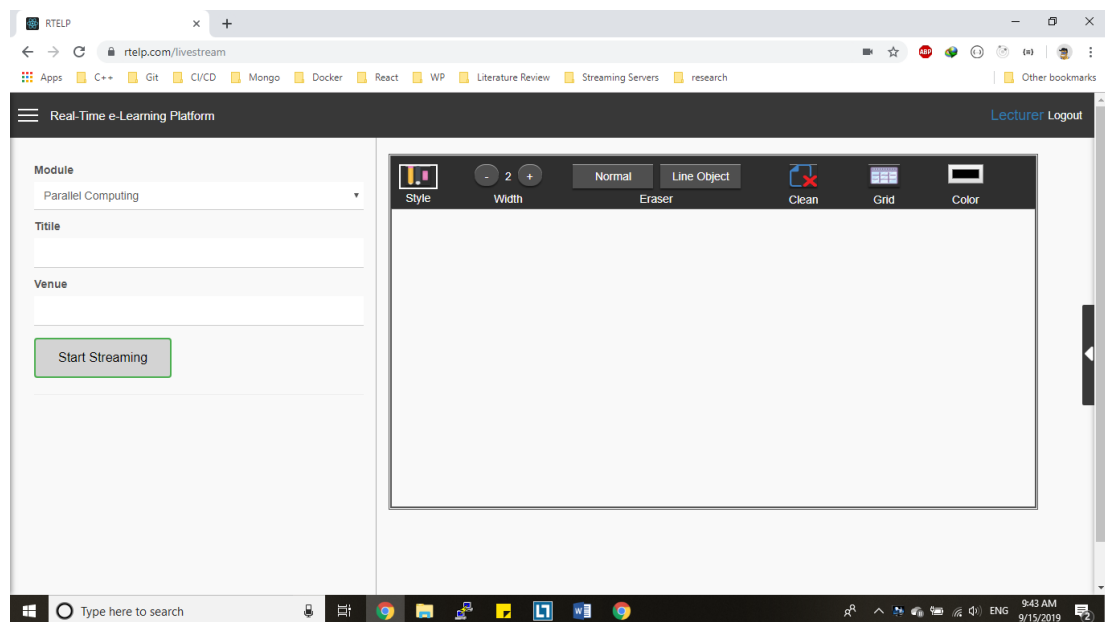 RTELP
rtelp.com/livestream
ABP
Apps C++ Git CI/CD Mongo Docker React WP Literature Review Streaming Servers research Other bookmarks
Real-Time e-Learning Platform
Lecturer Logout
Module
Parallel Computing
Titile
Venue
Start Streaming
- 2 + Normal Line Object
Style Width Eraser Clean Grid Color
Type here to search
ENG
9:43 AM
9/15/2019
2